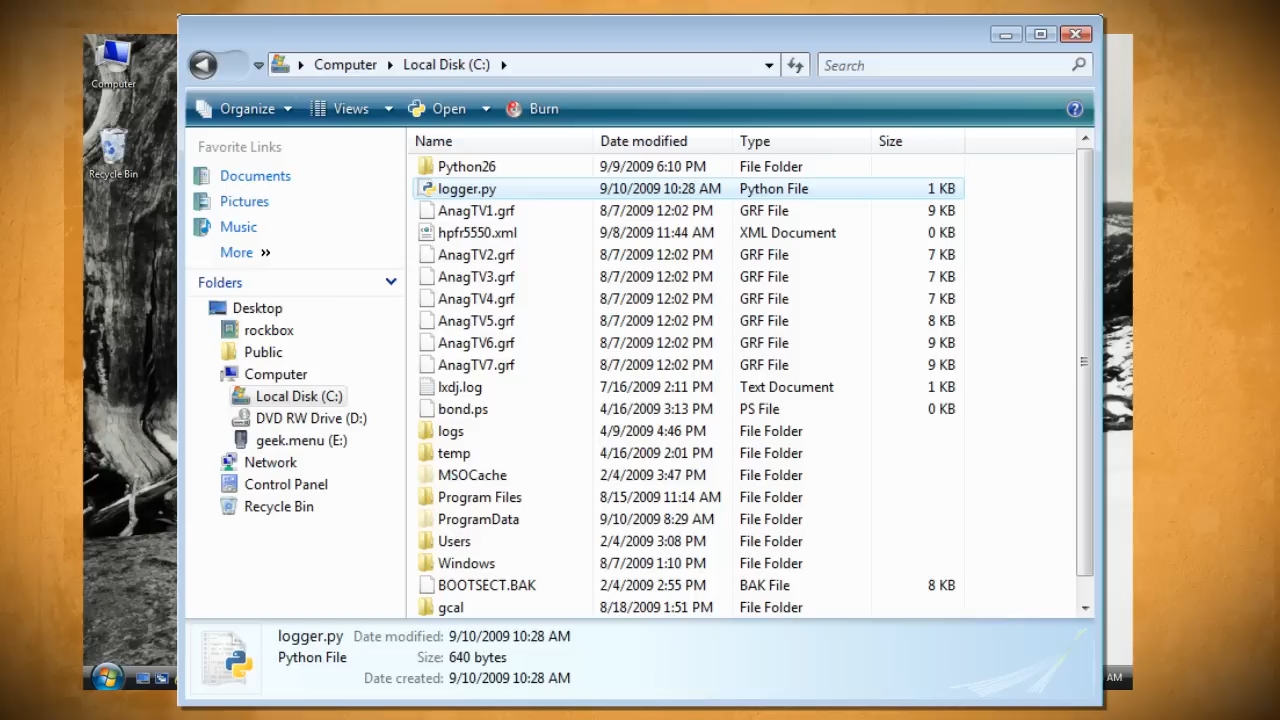 Computer
Recycle Bin
Computer Local Disk (C:) Search
Organize Views Open Burn
Favorite Links
Documents
Pictures
Music
More »
Folders
Desktop
rockbox
Public
Computer
Local Disk (C:)
DVD RW Drive (D:)
geek.menu (E:)
Network
Control Panel
Recycle Bin
Name Date modified Type Size
Python26 9/9/2009 6:10 PM File Folder
logger.py 9/10/2009 10:28 AM Python File 1 KB
AnagTV1.grf 8/7/2009 12:02 PM GRF File 9 KB
hpfr5550.xml 9/8/2009 11:44 AM XML Document 0 KB
AnagTV2.grf 8/7/2009 12:02 PM GRF File 7 KB
AnagTV3.grf 8/7/2009 12:02 PM GRF File 7 KB
AnagTV4.grf 8/7/2009 12:02 PM GRF File 7 KB
AnagTV5.grf 8/7/2009 12:02 PM GRF File 8 KB
AnagTV6.grf 8/7/2009 12:02 PM GRF File 9 KB
AnagTV7.grf 8/7/2009 12:02 PM GRF File 9 KB
lxdj.log 7/16/2009 2:11 PM Text Document 1 KB
bond.ps 4/16/2009 3:13 PM PS File 0 KB
logs 4/9/2009 4:46 PM File Folder
temp 4/16/2009 2:01 PM File Folder
MSOCache 2/4/2009 3:47 PM File Folder
Program Files 8/15/2009 11:14 AM File Folder
ProgramData 9/10/2009 8:29 AM File Folder
Users 2/4/2009 3:08 PM File Folder
Windows 8/7/2009 1:10 PM File Folder
BOOTSECT.BAK 2/4/2009 2:55 PM BAK File 8 KB
gcal 8/18/2009 1:51 PM File Folder
logger.py Date modified: 9/10/2009 10:28 AM
Python File Size: 640 bytes
Date created: 9/10/2009 10:28 AM
AM